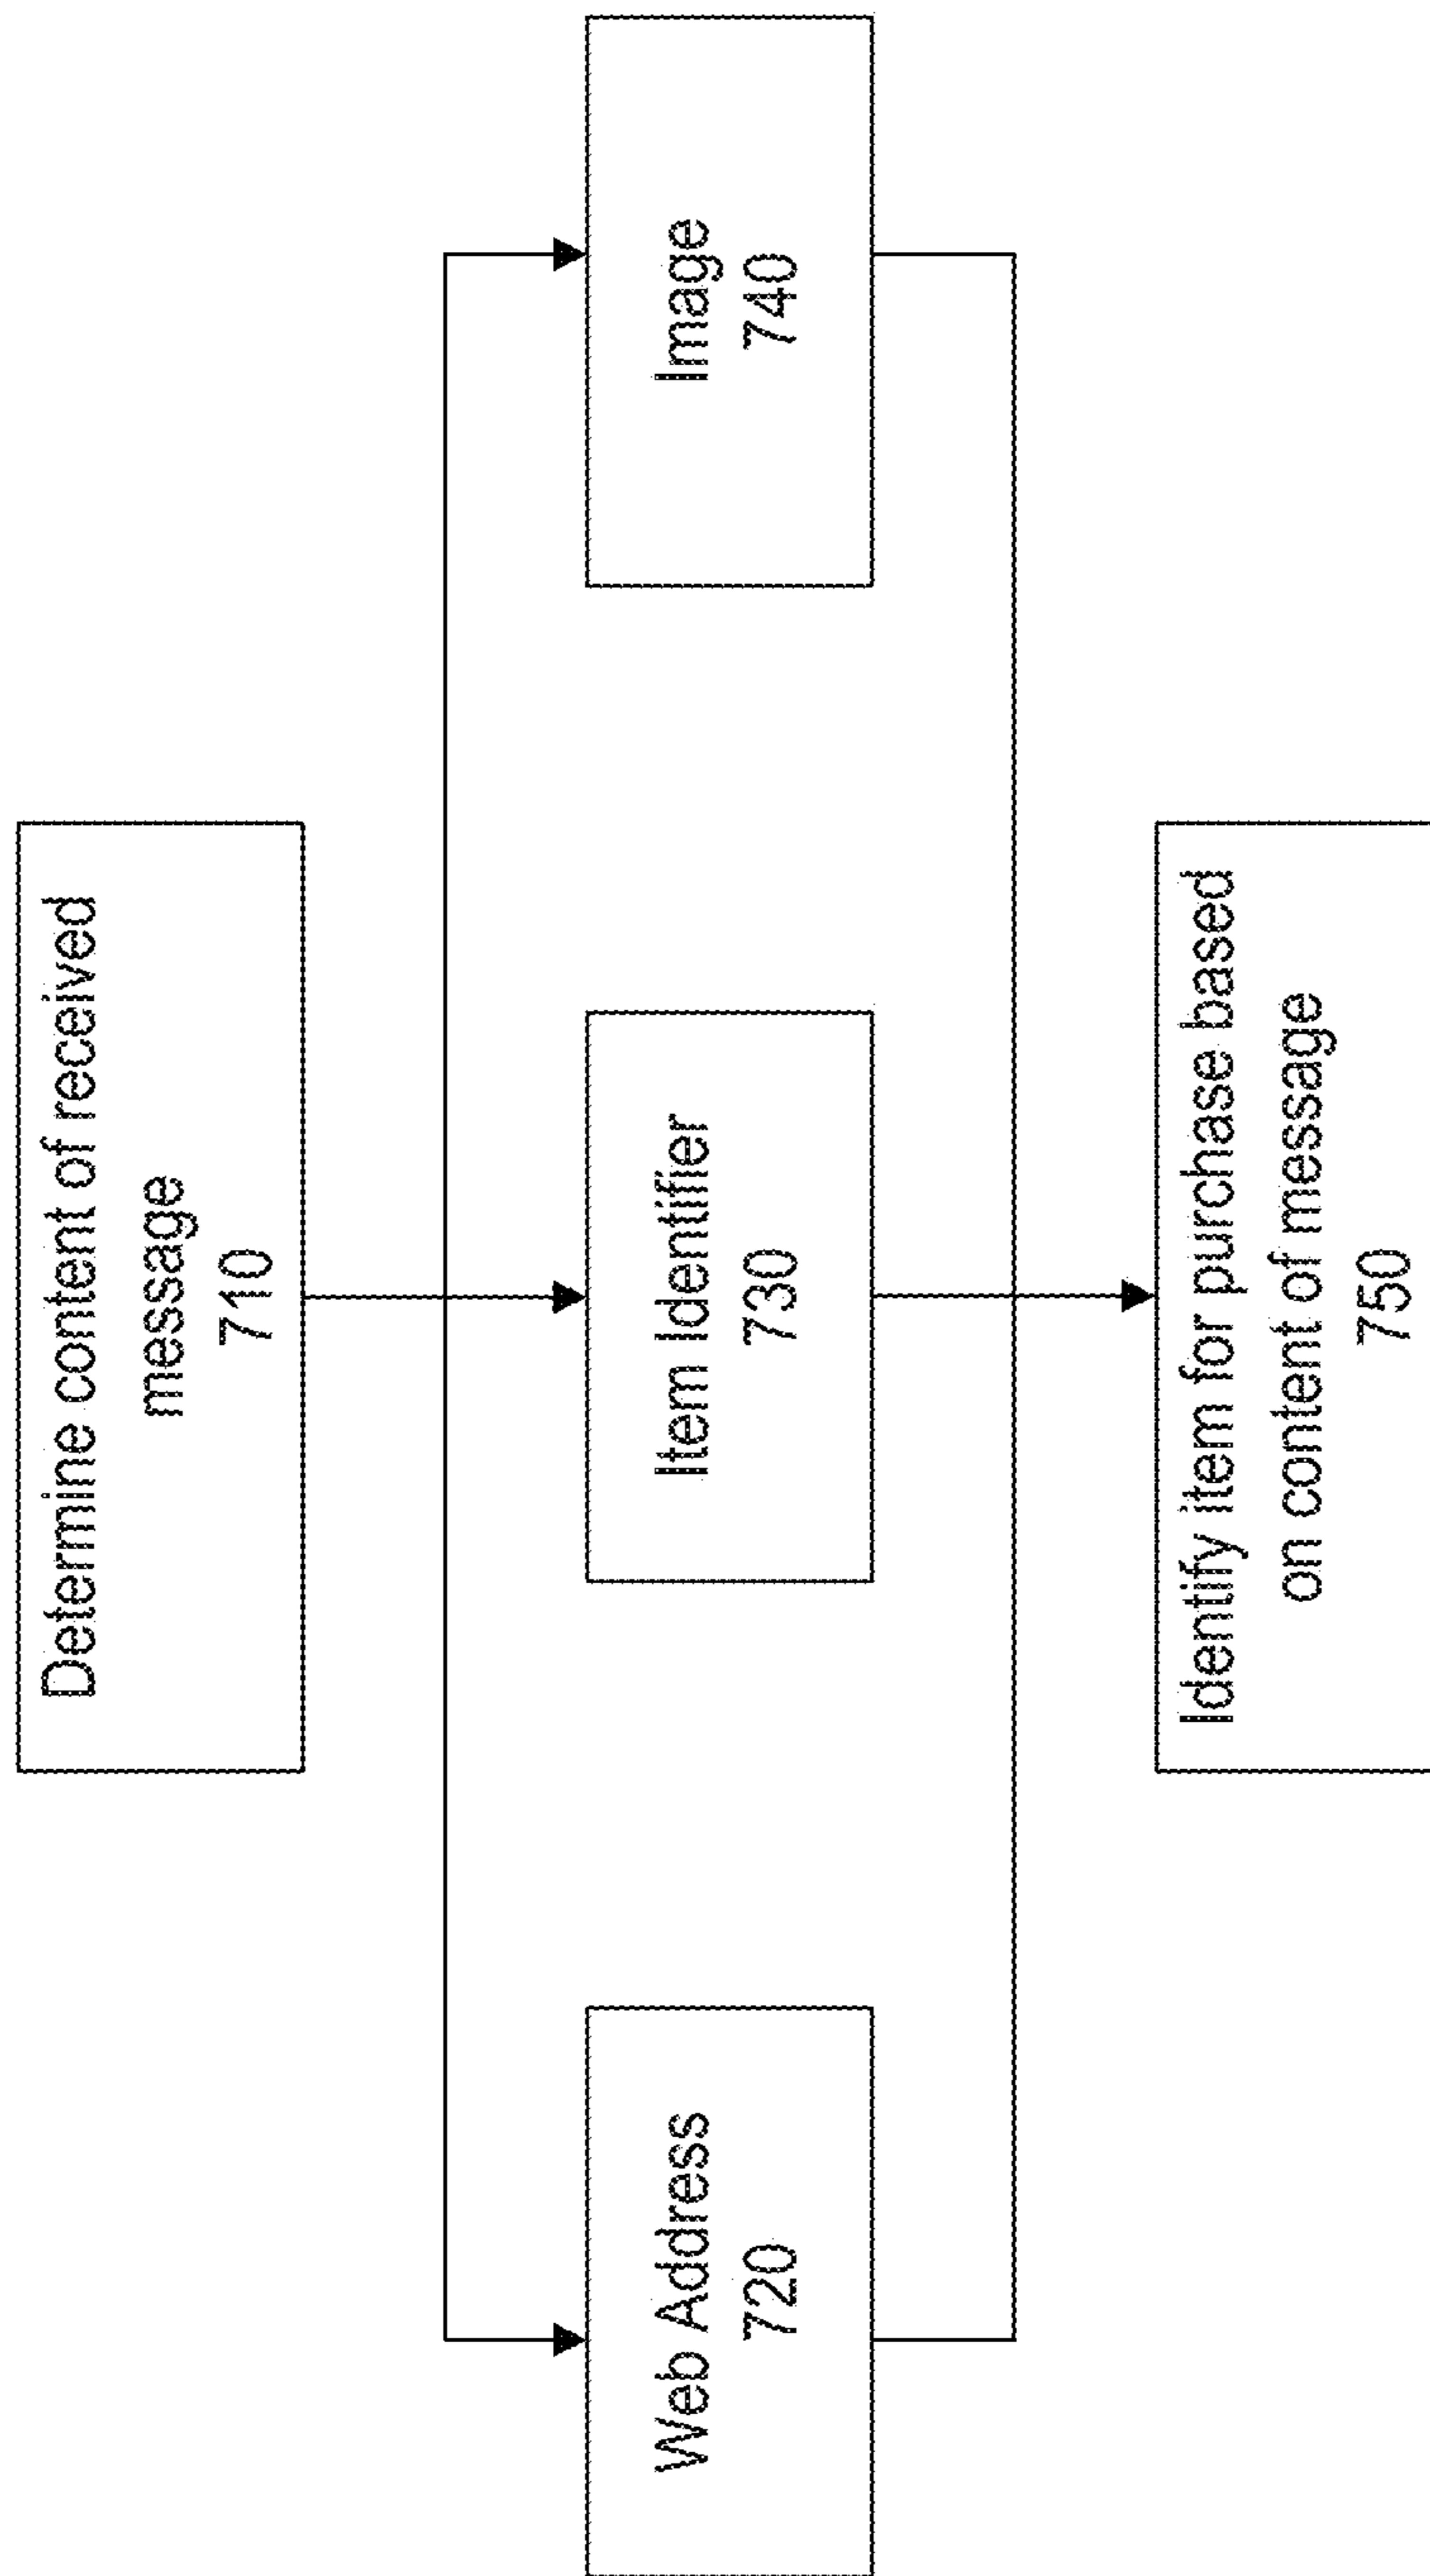 Determine content of received
message
710
Web Address
720
Item Identifier
730
Image
740
Identify item for purchase based
on content of message
750